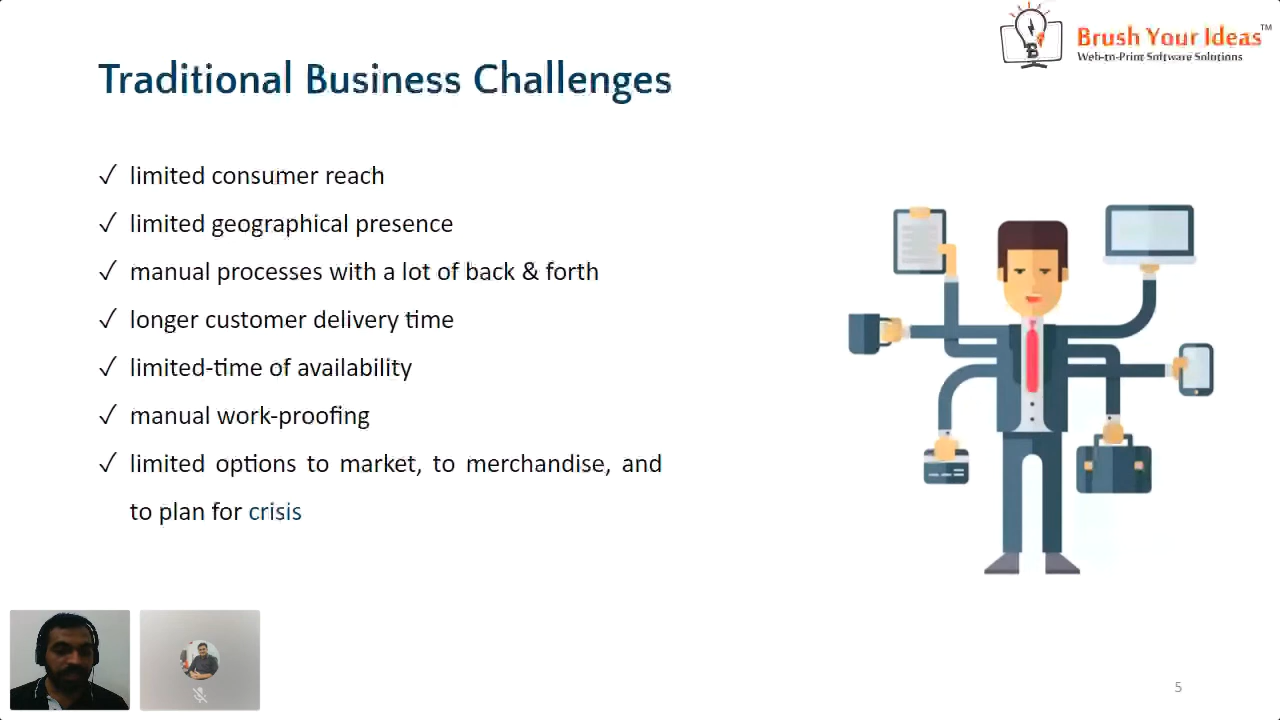 Brush Your Ideas™
Web-to-Print Software Solutions
Traditional Business Challenges
✓ limited consumer reach
✓ limited geographical presence
✓ manual processes with a lot of back & forth
✓ longer customer delivery time
✓ limited-time of availability
✓ manual work-proofing
✓ limited options to market, to merchandise, and
to plan for crisis
5